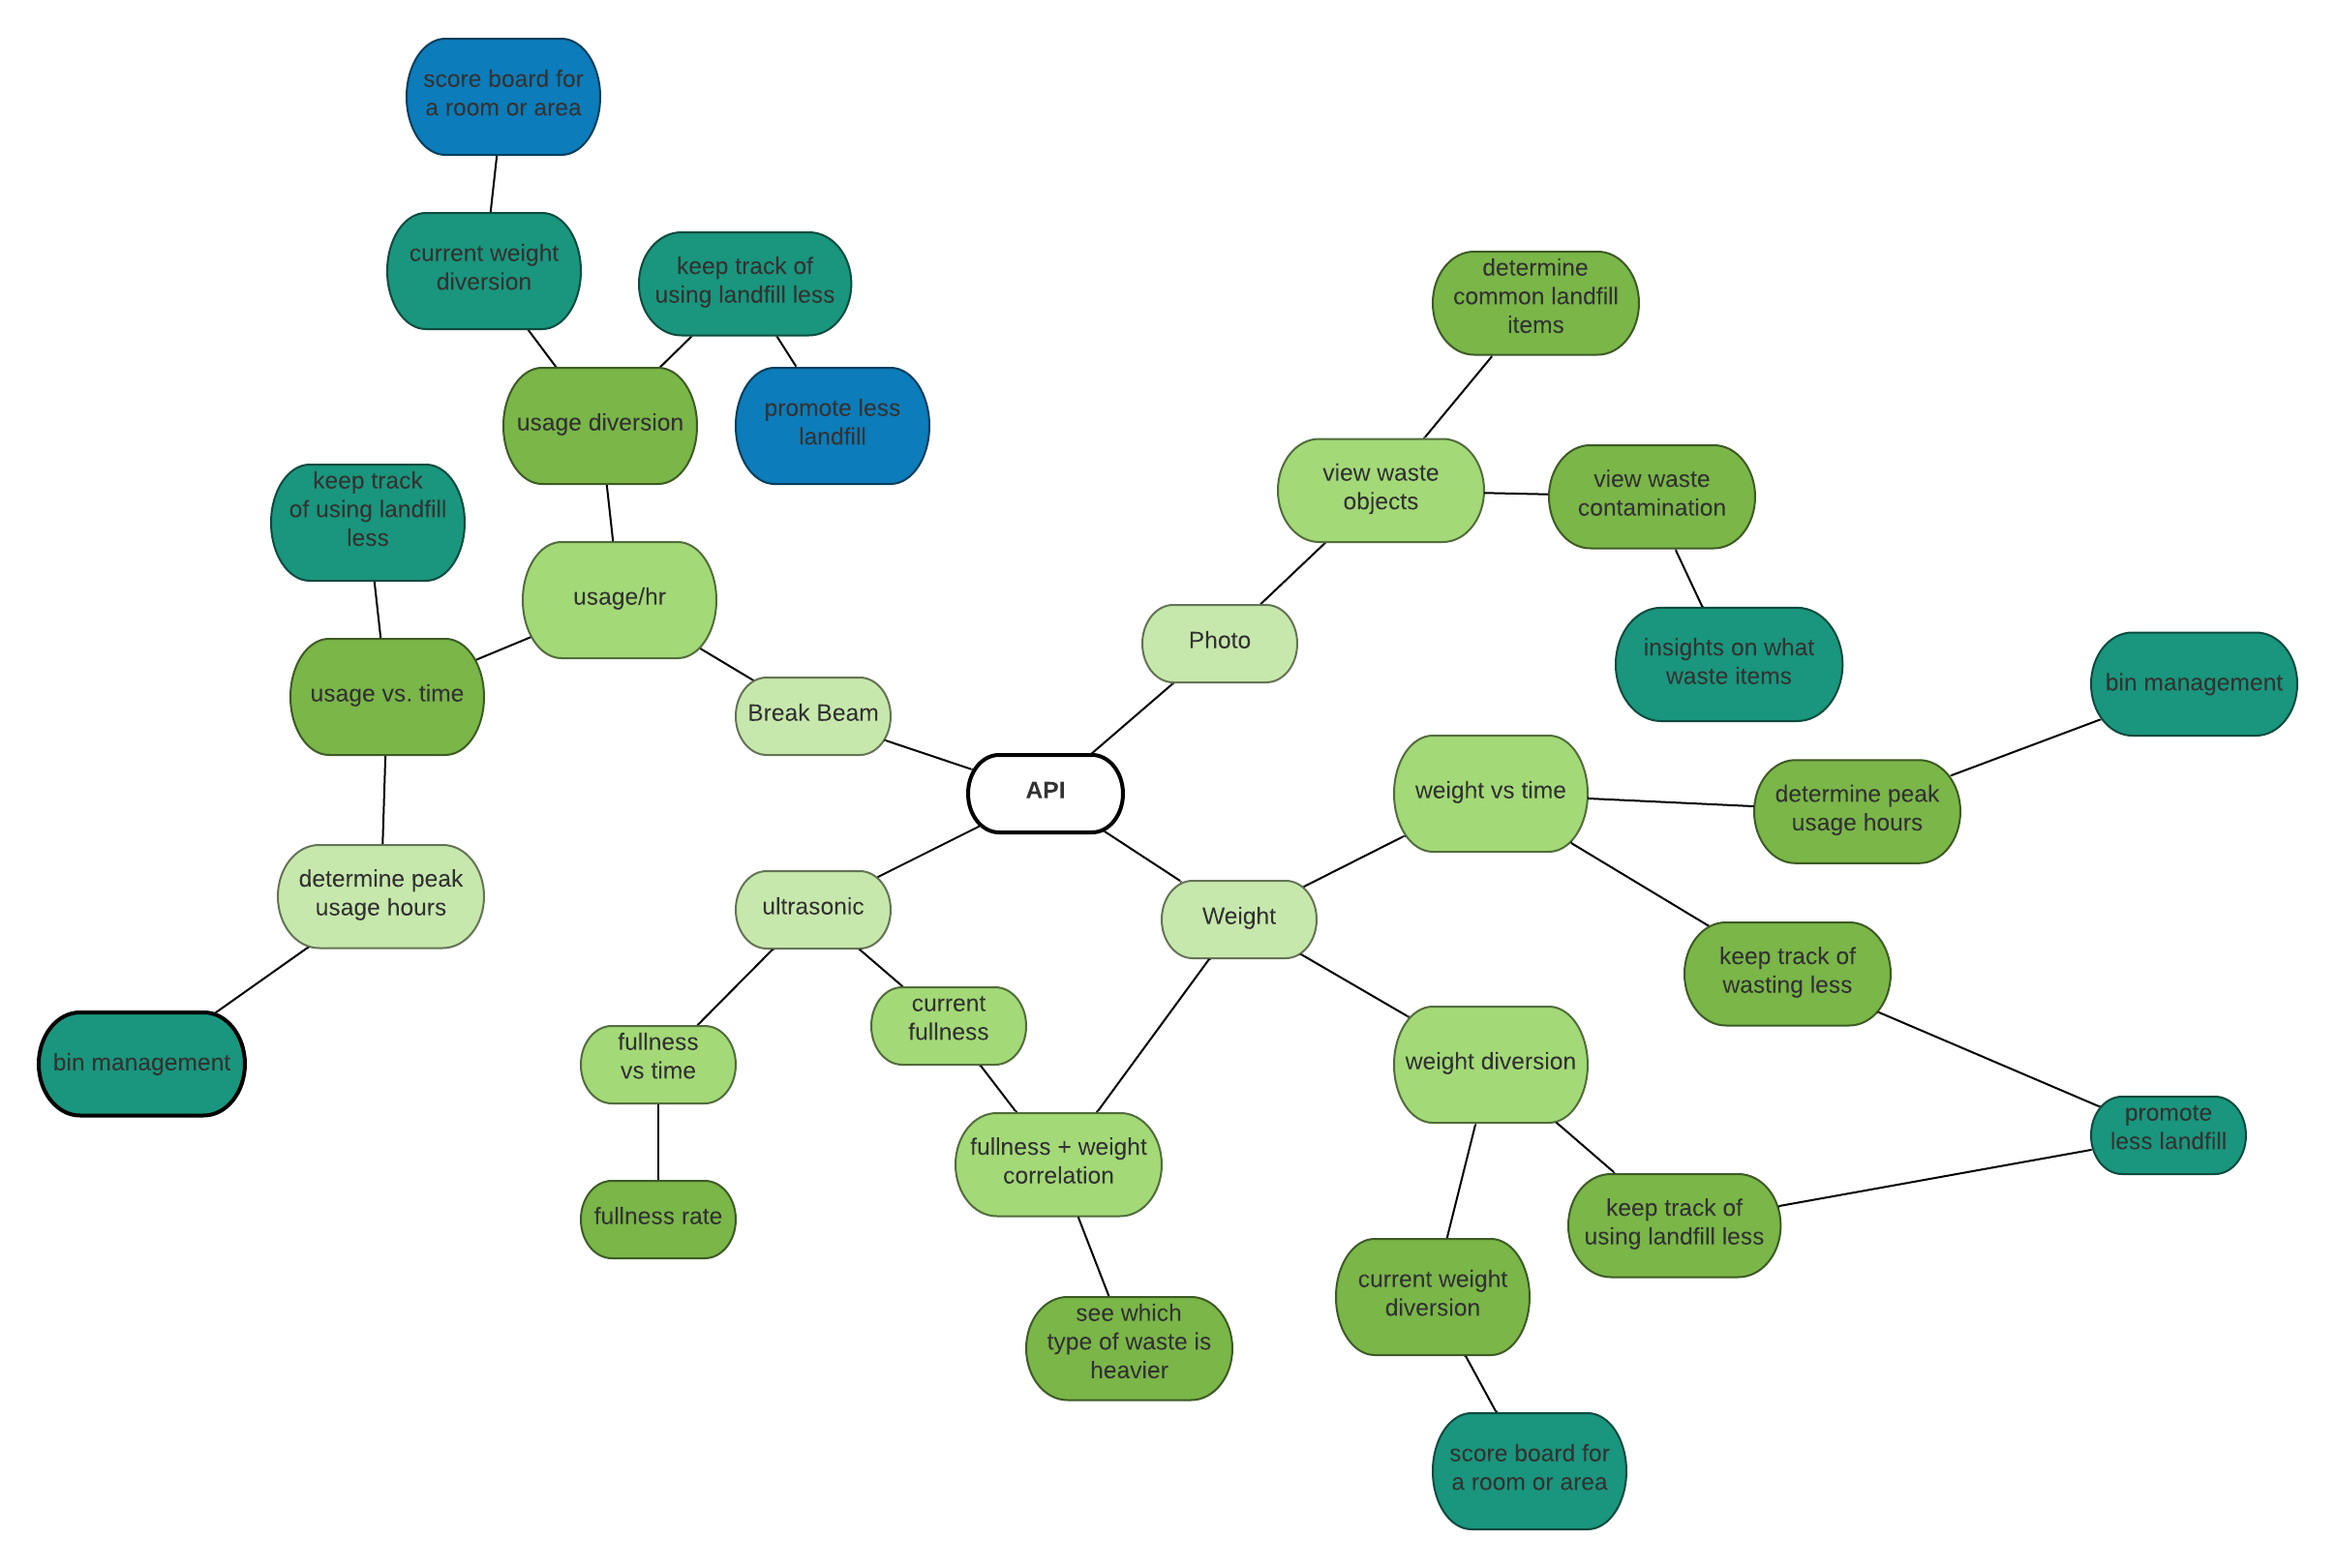 score board for
a room or area
current weight
diversion
keep track of
using landfill less
determine
common landfill
items
usage diversion
promote less
landfill
view waste
objects
view waste
contamination
keep track
of using landfill
less
usage/hr
Photo
insights on what
waste items
bin management
usage vs. time
Break Beam
API
weight vs time
determine peak
usage hours
determine peak
usage hours
ultrasonic
Weight
keep track of
wasting less
bin management
fullness
vs time
current
fullness
weight diversion
promote
less landfill
fullness + weight
correlation
fullness rate
keep track of
using landfill less
current weight
diversion
see which
type of waste is
heavier
score board for
a room or area